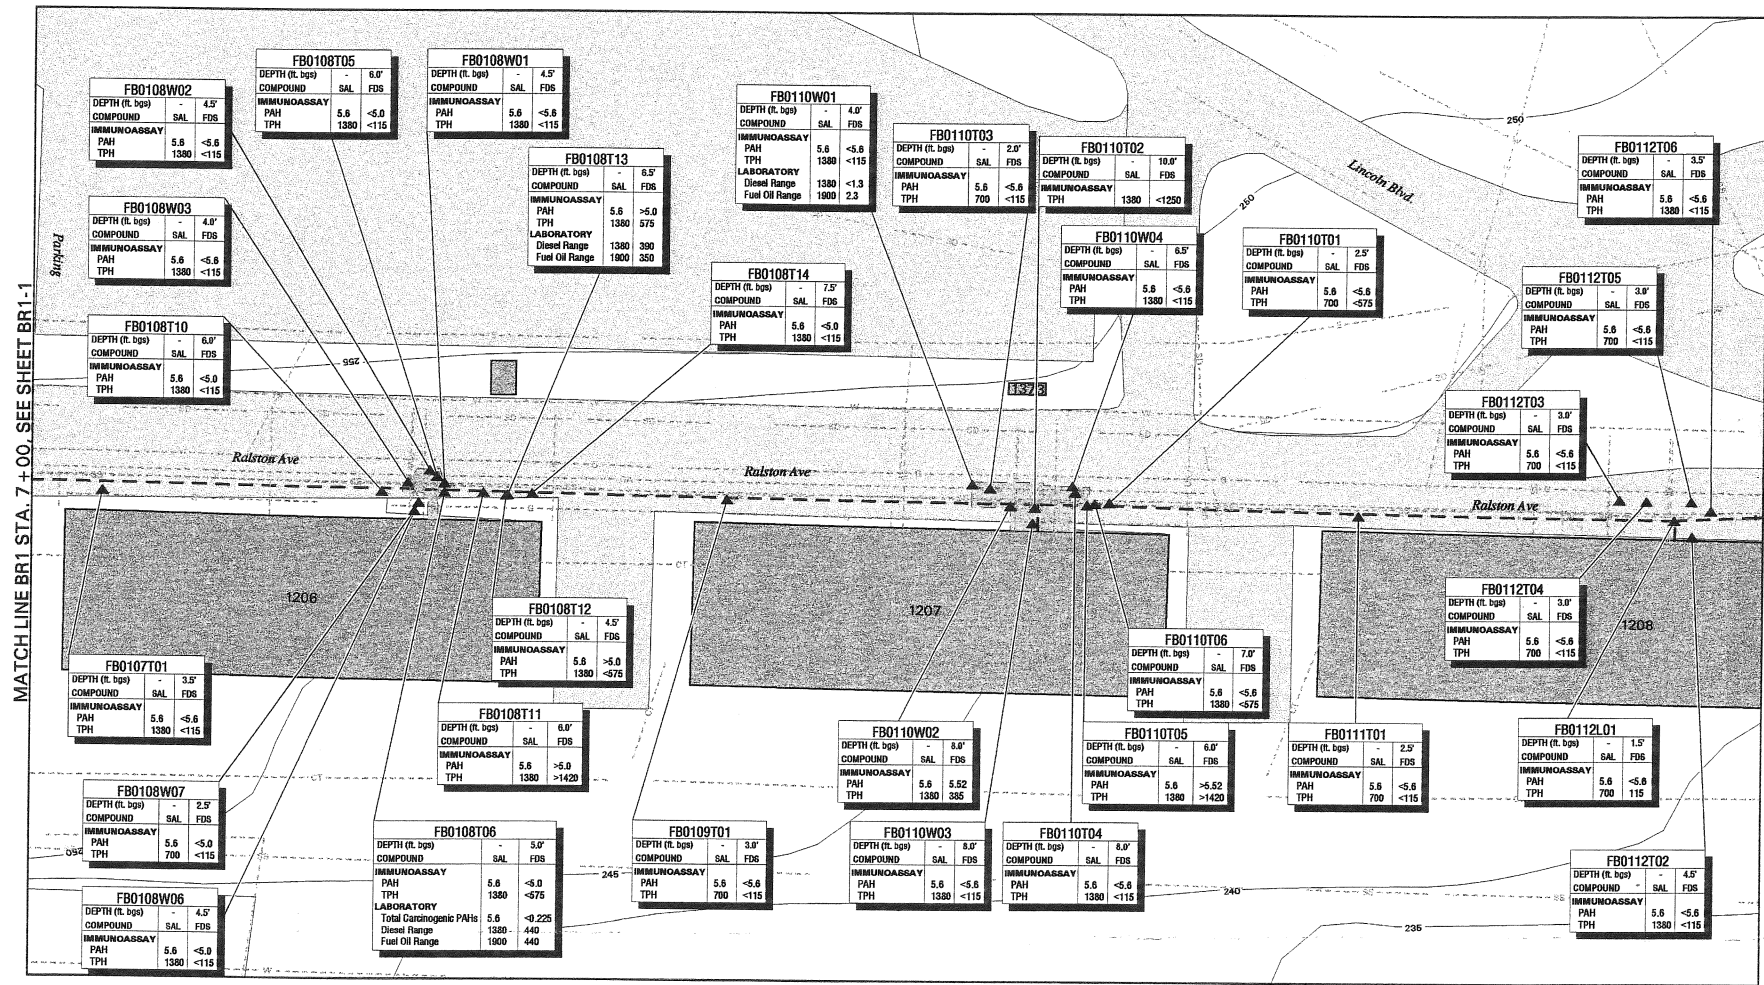 MATCH LINE BR1 STA. 7 + 00, SEE SHEET BR1-1
Parking
FB0108W02
DEPTH (ft. bgs) - 4.5'
COMPOUND SAL FDS
IMMUNOASSAY
PAH 5.6 <5.6
TPH 1380 <115
FB0108T05
DEPTH (ft. bgs) - 6.0'
COMPOUND SAL FDS
IMMUNOASSAY
PAH 5.6 <5.0
TPH 1380 <115
FB0108W01
DEPTH (ft. bgs) - 4.5'
COMPOUND SAL FDS
IMMUNOASSAY
PAH 5.6 <5.6
TPH 1380 <115
FB0108T13
DEPTH (ft. bgs) - 6.5'
COMPOUND SAL FDS
IMMUNOASSAY
PAH 5.6 >5.0
TPH 1380 575
LABORATORY
Diesel Range 1380 390
Fuel Oil Range 1900 350
FB0110W01
DEPTH (ft. bgs) - 4.0'
COMPOUND SAL FDS
IMMUNOASSAY
PAH 5.6 <5.6
TPH 1380 <115
LABORATORY
Diesel Range 1380 <1.3
Fuel Oil Range 1900 2.3
FB0110T03
DEPTH (ft. bgs) - 2.0'
COMPOUND SAL FDS
IMMUNOASSAY
PAH 5.6 <5.6
TPH 700 <115
FB0110T02
DEPTH (ft. bgs) - 10.0'
COMPOUND SAL FDS
IMMUNOASSAY
TPH 1380 <1250
250
Lincoln Blvd.
FB0112T06
DEPTH (ft. bgs) - 3.5'
COMPOUND SAL FDS
IMMUNOASSAY
PAH 5.6 <5.6
TPH 1380 <115
FB0108W03
DEPTH (ft. bgs) - 4.0'
COMPOUND SAL FDS
IMMUNOASSAY
PAH 5.6 <5.6
TPH 1380 <115
FB0108T14
DEPTH (ft. bgs) - 7.5'
COMPOUND SAL FDS
IMMUNOASSAY
PAH 5.6 <5.0
TPH 1380 <115
FB0110W04
DEPTH (ft. bgs) - 6.5'
COMPOUND SAL FDS
IMMUNOASSAY
PAH 5.6 <5.6
TPH 1380 <115
250
FB0110T01
DEPTH (ft. bgs) - 2.5'
COMPOUND SAL FDS
IMMUNOASSAY
PAH 5.6 <5.6
TPH 700 <575
FB0112T05
DEPTH (ft. bgs) - 3.0'
COMPOUND SAL FDS
IMMUNOASSAY
PAH 5.6 <5.6
TPH 700 <115
FB0108T10
DEPTH (ft. bgs) - 6.0'
COMPOUND SAL FDS
IMMUNOASSAY
PAH 5.6 <5.0
TPH 1380 <115
255
1373
FB0112T03
DEPTH (ft. bgs) - 3.0'
COMPOUND SAL FDS
IMMUNOASSAY
PAH 5.6 <5.6
TPH 700 <115
Ralston Ave
Ralston Ave
Ralston Ave
1206
1207
1208
FB0112T04
DEPTH (ft. bgs) - 3.0'
COMPOUND SAL FDS
IMMUNOASSAY
PAH 5.6 <5.6
TPH 700 <115
FB0108T12
DEPTH (ft. bgs) - 4.5'
COMPOUND SAL FDS
IMMUNOASSAY
PAH 5.6 >5.0
TPH 1380 <575
FB0110T06
DEPTH (ft. bgs) - 7.0'
COMPOUND SAL FDS
IMMUNOASSAY
PAH 5.6 <5.6
TPH 1380 <575
FB0107T01
DEPTH (ft. bgs) - 3.5'
COMPOUND SAL FDS
IMMUNOASSAY
PAH 5.6 <5.6
TPH 1380 <115
FB0108T11
DEPTH (ft. bgs) - 6.0'
COMPOUND SAL FDS
IMMUNOASSAY
PAH 5.6 >5.0
TPH 1380 >1420
FB0110W02
DEPTH (ft. bgs) - 8.0'
COMPOUND SAL FDS
IMMUNOASSAY
PAH 5.6 5.52
TPH 1380 385
FB0110T05
DEPTH (ft. bgs) - 6.0'
COMPOUND SAL FDS
IMMUNOASSAY
PAH 5.6 >5.52
TPH 1380 >1420
FB0111T01
DEPTH (ft. bgs) - 2.5'
COMPOUND SAL FDS
IMMUNOASSAY
PAH 5.6 <5.6
TPH 700 <115
FB0112L01
DEPTH (ft. bgs) - 1.5'
COMPOUND SAL FDS
IMMUNOASSAY
PAH 5.6 <5.6
TPH 700 115
FB0108W07
DEPTH (ft. bgs) - 2.5'
COMPOUND SAL FDS
IMMUNOASSAY
PAH 5.6 <5.0
TPH 700 <115
250
FB0108T06
DEPTH (ft. bgs) - 5.0'
COMPOUND SAL FDS
IMMUNOASSAY
PAH 5.6 <5.0
TPH 1380 <575
LABORATORY
Total Carcinogenic PAHs 5.6 <0.225
Diesel Range 1380 440
Fuel Oil Range 1900 440
245
FB0109T01
DEPTH (ft. bgs) - 3.0'
COMPOUND SAL FDS
IMMUNOASSAY
PAH 5.6 <5.6
TPH 700 <115
FB0110W03
DEPTH (ft. bgs) - 8.0'
COMPOUND SAL FDS
IMMUNOASSAY
PAH 5.6 <5.6
TPH 1380 <115
FB0110T04
DEPTH (ft. bgs) - 8.0'
COMPOUND SAL FDS
IMMUNOASSAY
PAH 5.6 <5.6
TPH 1380 <115
240
235
FB0112T02
DEPTH (ft. bgs) - 4.5'
COMPOUND - SAL FDS
IMMUNOASSAY
PAH 5.6 <5.6
TPH 1380 <115
FB0108W06
DEPTH (ft. bgs) - 4.5'
COMPOUND SAL FDS
IMMUNOASSAY
PAH 5.6 <5.0
TPH 1380 <115